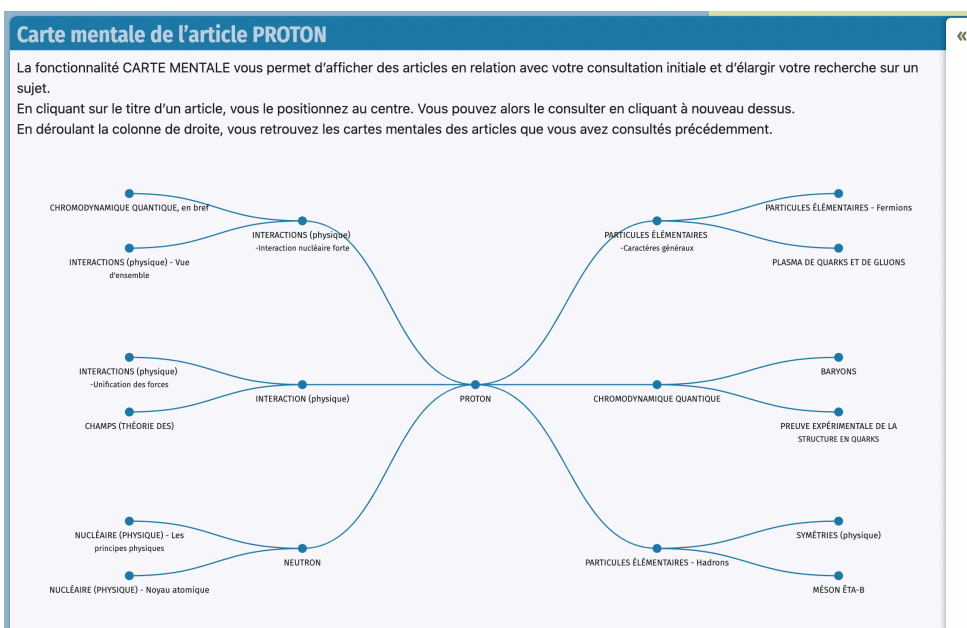 Carte mentale de l'article PROTON
«
La fonctionnalité CARTE MENTALE vous permet d'afficher des articles en relation avec votre consultation initiale et d'élargir votre recherche sur un
sujet.
En cliquant sur le titre d'un article, vous le positionnez au centre. Vous pouvez alors le consulter en cliquant à nouveau dessus.
En déroulant la colonne de droite, vous retrouvez les cartes mentales des articles que vous avez consultés précédemment.
CHROMODYNAMIQUE QUANTIQUE, en bref
INTERACTIONS (physique)
-Interaction nucléaire forte
INTERACTIONS (physique) - Vue
d'ensemble
PARTICULES ÉLÉMENTAIRES
-Caractères généraux
PARTICULES ÉLÉMENTAIRES - Fermions
PLASMA DE QUARKS ET DE GLUONS
INTERACTIONS (physique)
-Unification des forces
INTERACTION (physique)
CHAMPS (THÉORIE DES)
PROTON
CHROMODYNAMIQUE QUANTIQUE
BARYONS
PREUVE EXPÉRIMENTALE DE LA
STRUCTURE EN QUARKS
NUCLÉAIRE (PHYSIQUE) - Les
principes physiques
NEUTRON
NUCLÉAIRE (PHYSIQUE) - Noyau atomique
PARTICULES ÉLÉMENTAIRES - Hadrons
SYMÉTRIES (physique)
MÉSON ÊTA-B